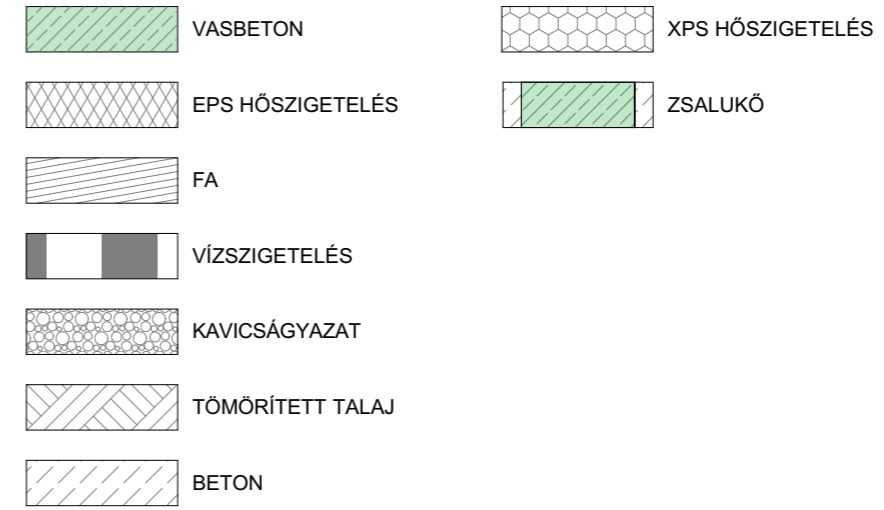 VASBETON
EPS HŐSZIGETELÉS
FA
VÍZSZIGETELÉS
KAVICSÁGYAZAT
TÖMÖRÍTETT TALAJ
BETON
XPS HŐSZIGETELÉS
ZSALUKŐ